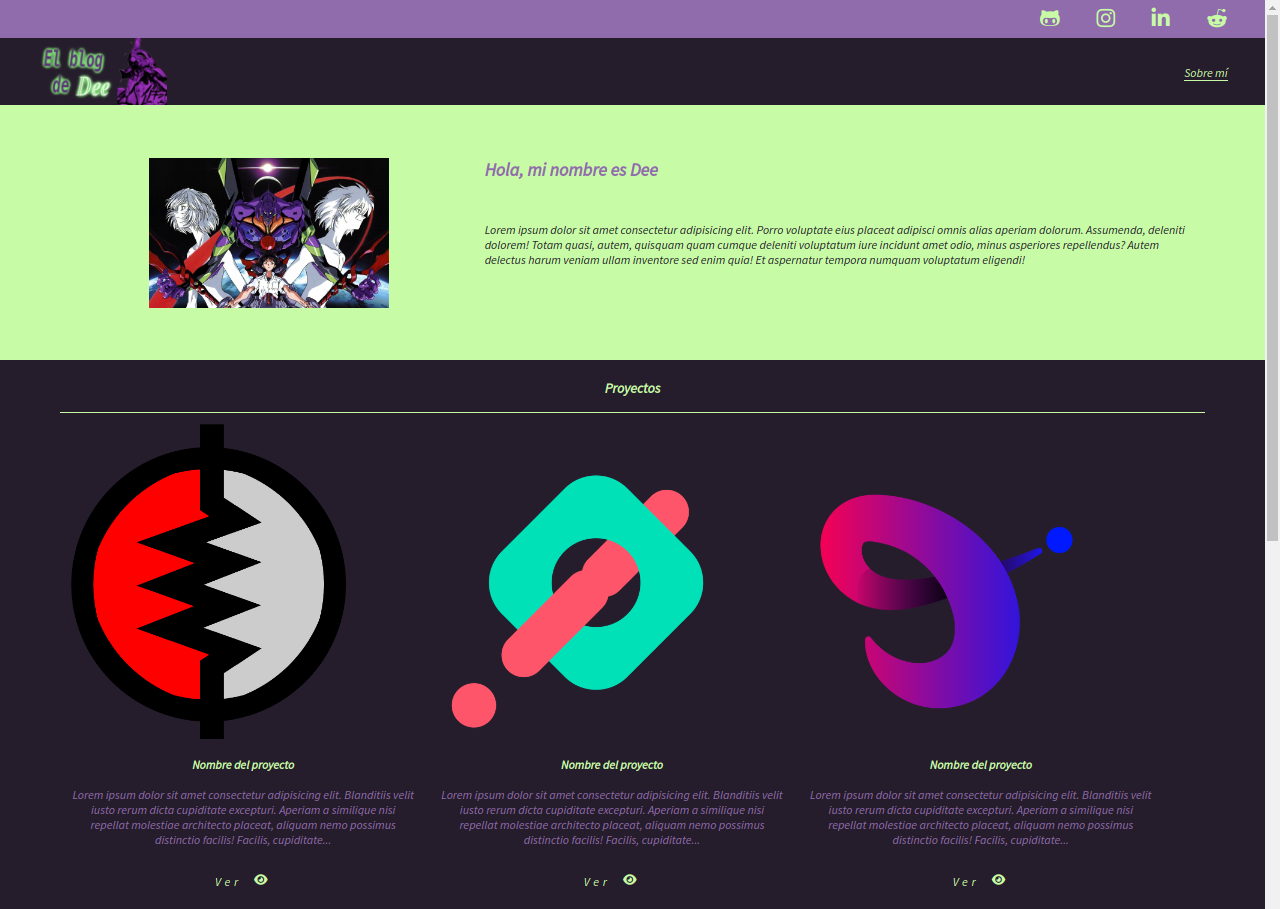 El blog
de Dee
Sobre mí
Hola, mi nombre es Dee
Lorem ipsum dolor sit amet consectetur adipisicing elit. Porro voluptate eius placeat adipisci omnis alias aperiam dolorum. Assumenda, deleniti
dolorem! Totam quasi, autem, quisquam quam cumque deleniti voluptatum iure incidunt amet odio, minus asperiores repellendus? Autem
delectus harum veniam ullam inventore sed enim quia! Et aspernatur tempora numquam voluptatum eligendi!
Proyectos
Nombre del proyecto
Lorem ipsum dolor sit amet consectetur adipisicing elit. Blanditiis velit
iusto rerum dicta cupiditate excepturi. Aperiam a similique nisi
repellat molestiae architecto placeat, aliquam nemo possimus
distinctio facilis! Facilis, cupiditate...
Ver
Nombre del proyecto
Lorem ipsum dolor sit amet consectetur adipisicing elit. Blanditiis velit
iusto rerum dicta cupiditate excepturi. Aperiam a similique nisi
repellat molestiae architecto placeat, aliquam nemo possimus
distinctio facilis! Facilis, cupiditate...
Ver
Nombre del proyecto
Lorem ipsum dolor sit amet consectetur adipisicing elit. Blanditiis velit
iusto rerum dicta cupiditate excepturi. Aperiam a similique nisi
repellat molestiae architecto placeat, aliquam nemo possimus
distinctio facilis! Facilis, cupiditate...
Ver